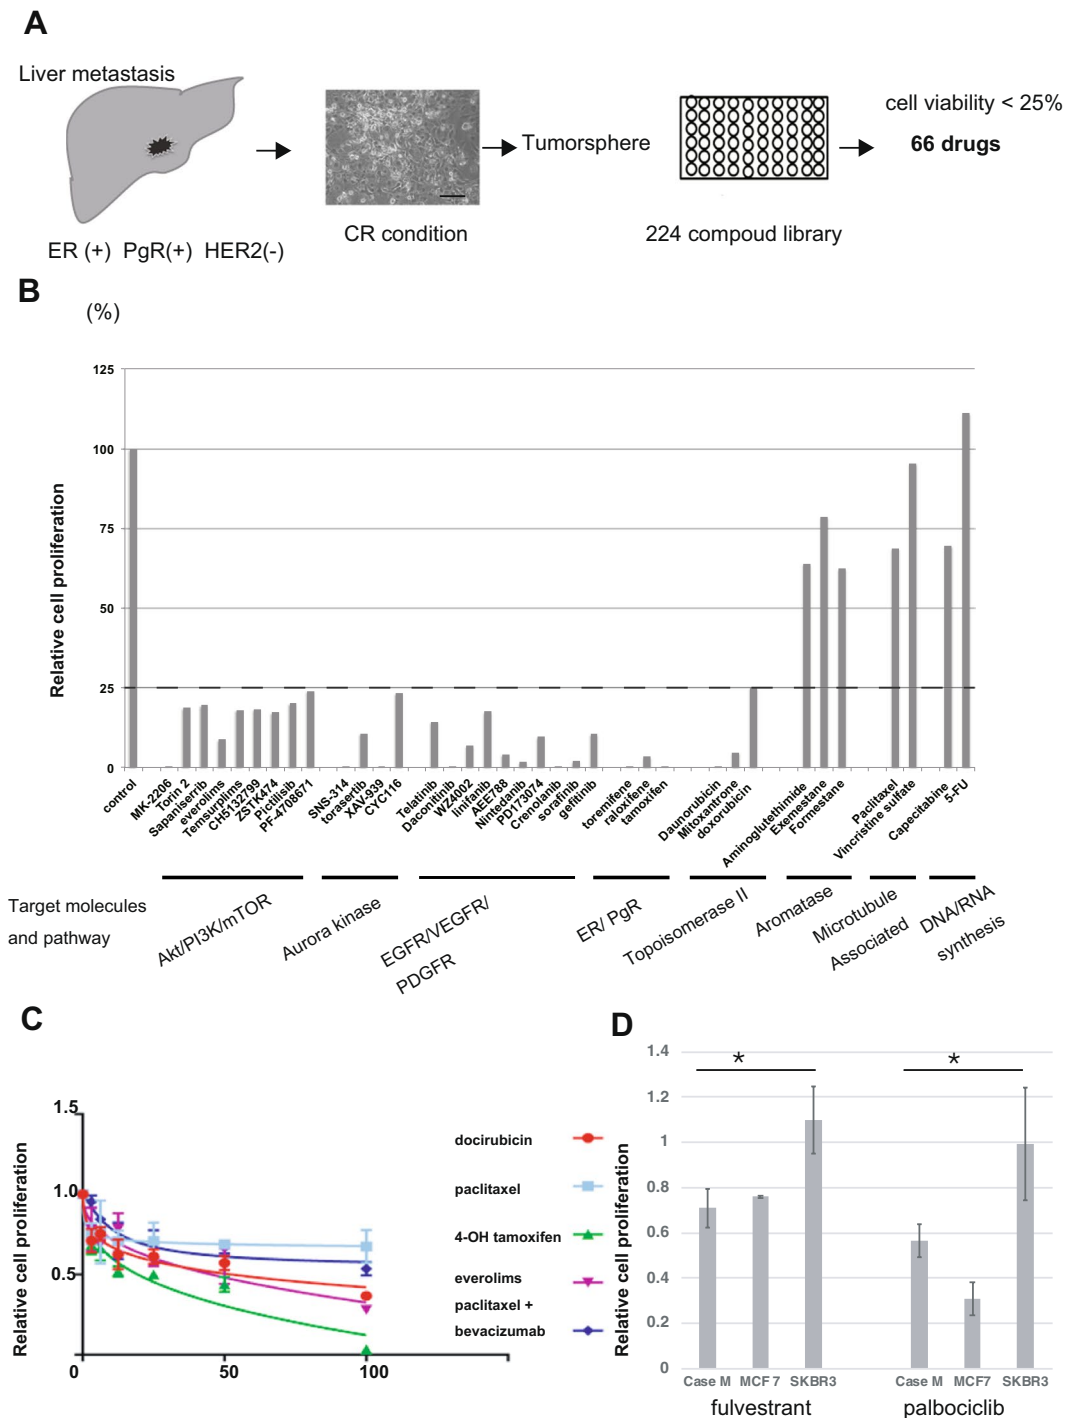 A
Liver metastasis
ER (+) PgR(+) HER2(-)
CR condition
Tumorsphere
224 compoud library
cell viability < 25%
66 drugs
B
(%)
Relative cell proliferation
125
100
75
50
25
0
control
MK-2206
Torin 2
Sapaniserrib
everolims
Temsurplims
CH5132799
ZSTK474
Pictilisib
PF-4708671
SNS-314
torasertib
XAV-939
CYC116
Telatinib
Dacontinib
WZ4002
linifanib
AEE788
Nintedanib
PD173074
Crenolanib
sorafinib
gefitinib
toremifene
raloxifene
tamoxifen
Daunorubicin
Mitoxantrone
doxorubicin
Aminoglutethimide
Exemestane
Formestane
Paclitaxel
Vincristine sulfate
Capecitabine
5-FU
Target molecules
and pathway
Akt/PI3K/mTOR
Aurora kinase
EGFR/VEGFR/
PDGFR
ER/ PgR
Topoisomerase II
Aromatase
Microtubule
Associated
DNA/RNA
synthesis
C
Relative cell proliferation
1.5
1.0
0.5
0
50
100
docirubicin
paclitaxel
4-OH tamoxifen
everolims
paclitaxel +
bevacizumab
D
Relative cell proliferation
1.4
1.2
1
0.8
0.6
0.4
0.2
0
*
*
Case M
MCF 7
SKBR3
Case M
MCF7
SKBR3
fulvestrant
palbociclib